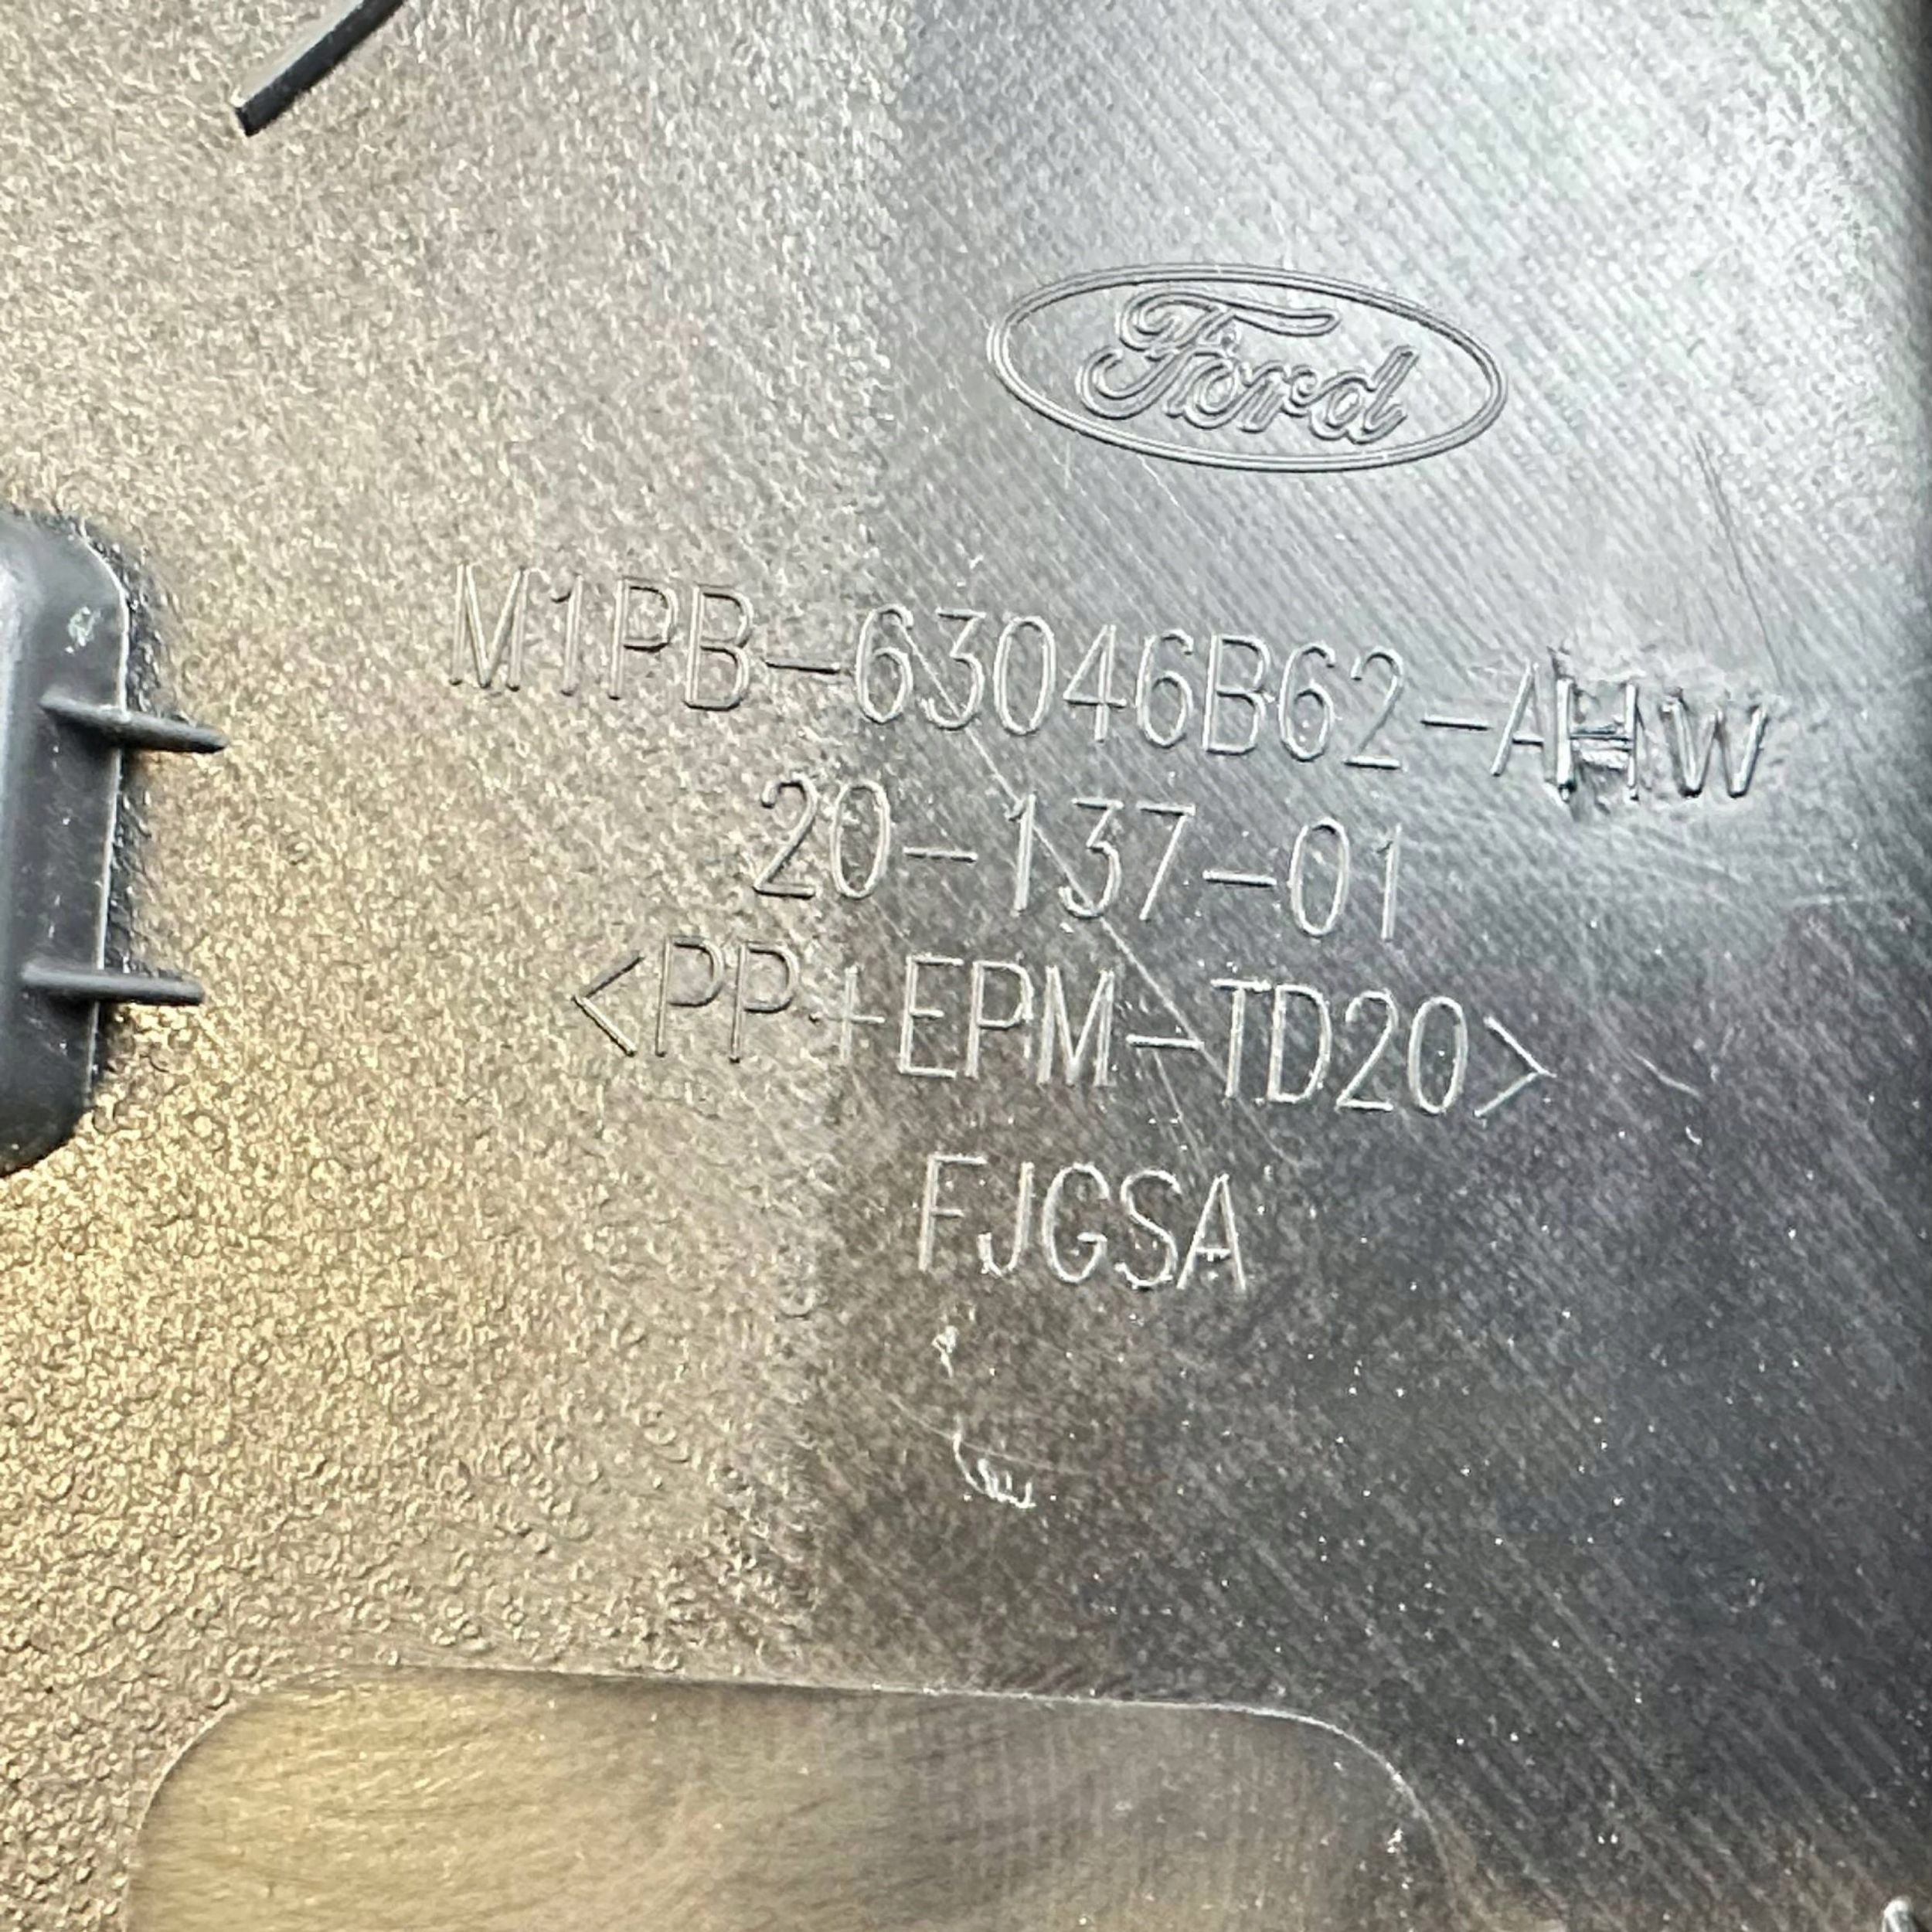 Ford
M1PB-63046B62-AHW
20-137-01
<PP+EPM-TD20>
FJGSA